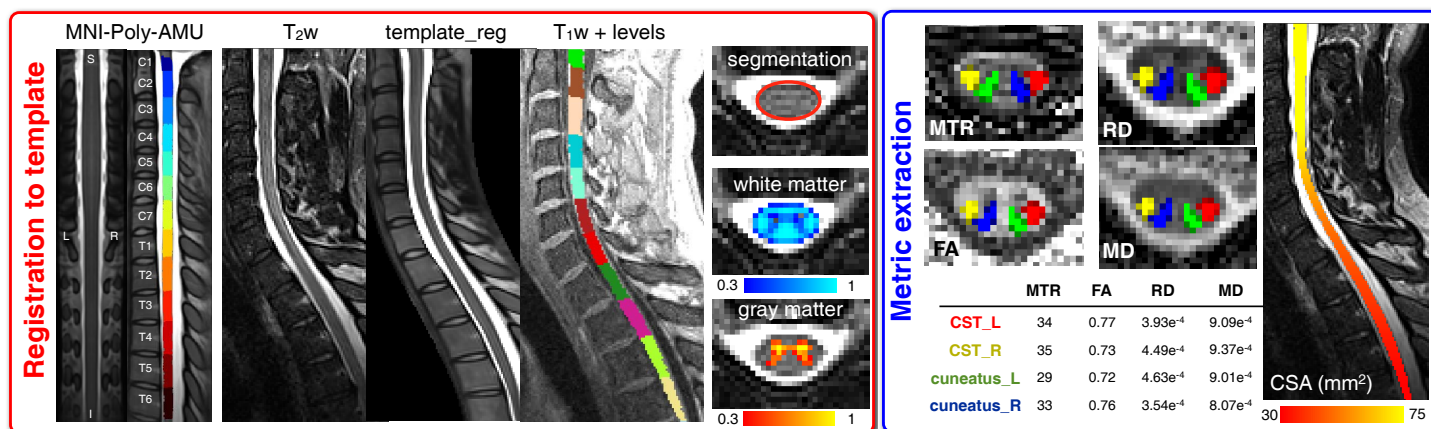 Registration to template
MNI-Poly-AMU
T₂w
template_reg
T₁w + levels
S
L
R
I
C1
C2
C3
C4
C5
C6
C7
T1
T2
T3
T4
T5
T6
segmentation
white matter
0.3 1
gray matter
0.3 1
Metric extraction
MTR
RD
FA
MD
MTR FA RD MD
CST_L 34 0.77 3.93e⁻⁴ 9.09e⁻⁴
CST_R 35 0.73 4.49e⁻⁴ 9.37e⁻⁴
cuneatus_L 29 0.72 4.63e⁻⁴ 9.01e⁻⁴
cuneatus_R 33 0.76 3.54e⁻⁴ 8.07e⁻⁴
CSA (mm²)
30 75